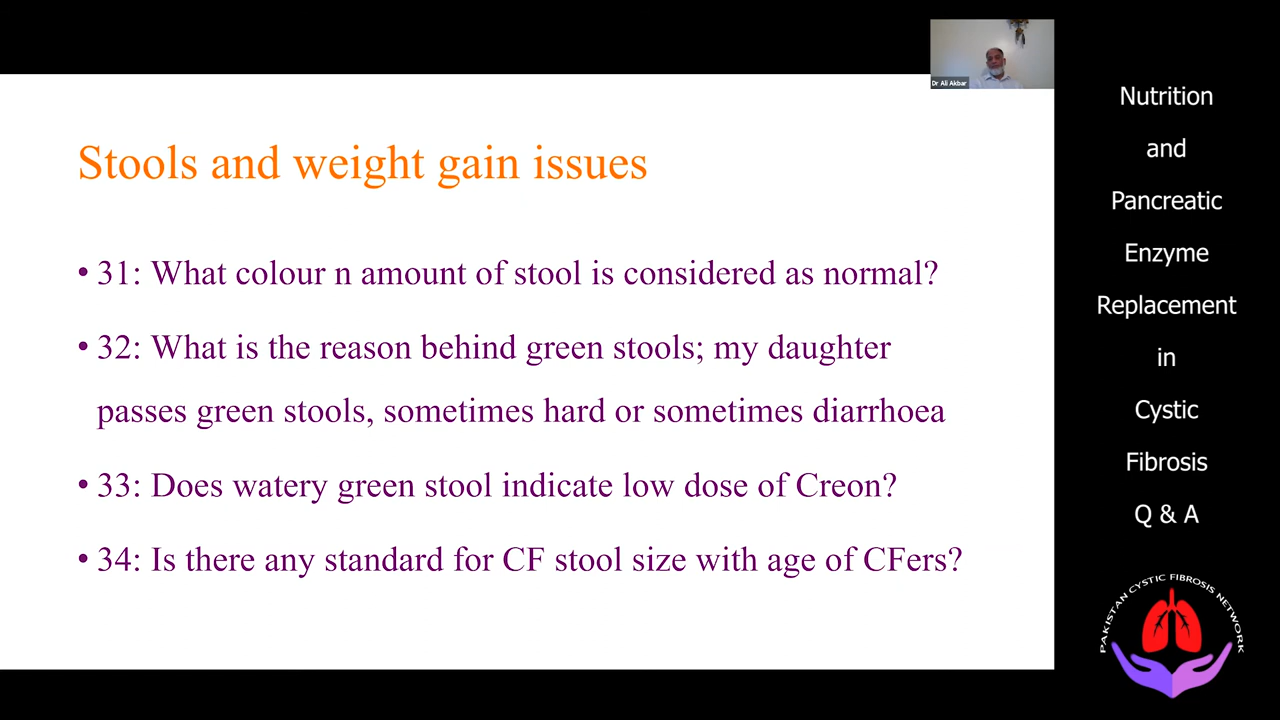 Dr Ali Akbar
Stools and weight gain issues
• 31: What colour n amount of stool is considered as normal?
• 32: What is the reason behind green stools; my daughter
passes green stools, sometimes hard or sometimes diarrhoea
• 33: Does watery green stool indicate low dose of Creon?
• 34: Is there any standard for CF stool size with age of CFers?
Nutrition
and
Pancreatic
Enzyme
Replacement
in
Cystic
Fibrosis
Q & A
PAKISTAN CYSTIC FIBROSIS NETWORK